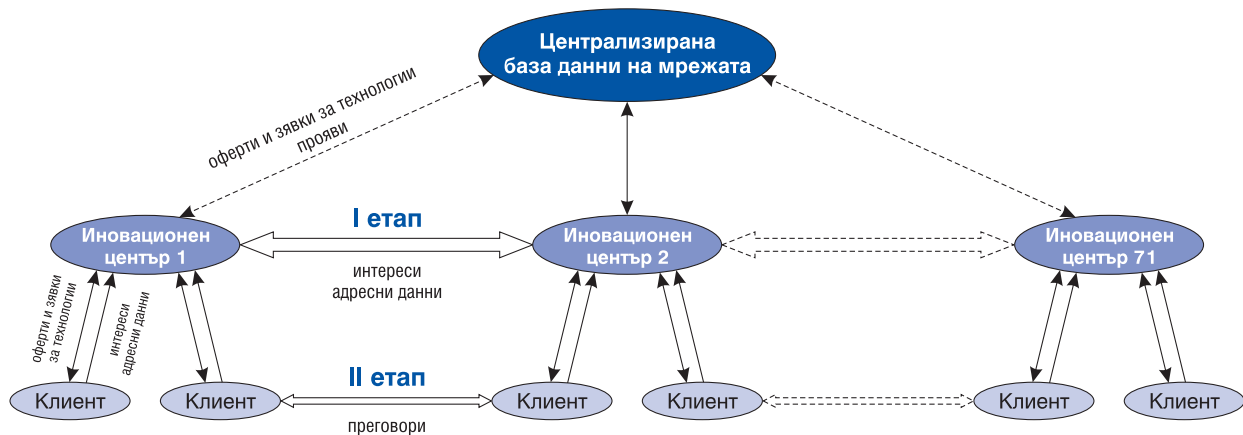 Централизирана
база данни на мрежата
оферти и зявки за технологии
прояви
I етап
Иновационен
център 1
Иновационен
център 2
Иновационен
център 71
интереси
адресни данни
оферти и зявки
за технологии
интереси
адресни данни
II етап
Клиент
Клиент
Клиент
Клиент
Клиент
Клиент
преговори